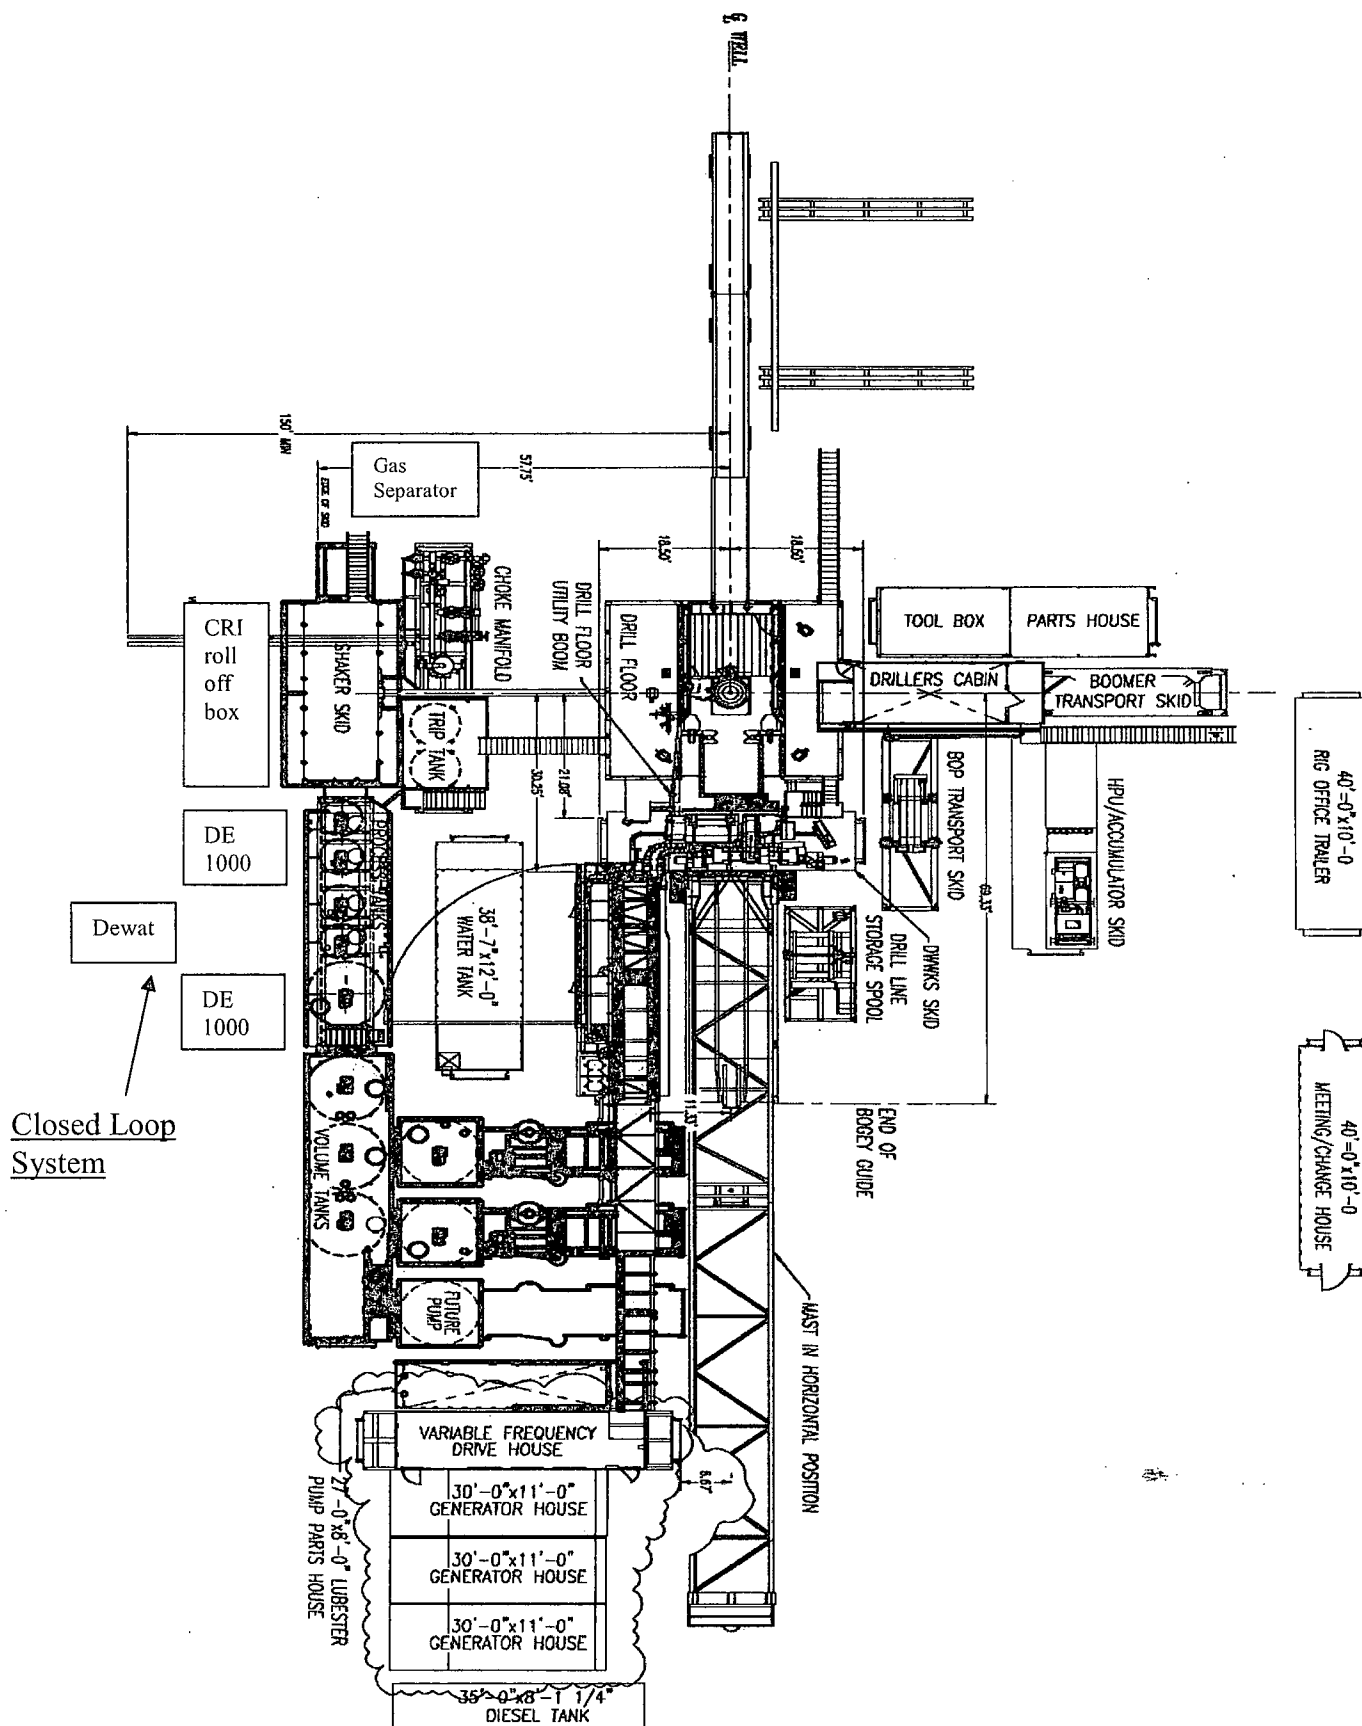 ℄ WELL
150' MIN
57.75'
Gas
Separator
EDGE OF SKID
18.50'
18.50'
CHOKE MANIFOLD
DRILL FLOOR
UTILITY BOOM
DRILL FLOOR
TOOL BOX
PARTS HOUSE
CRI
roll
off
box
SHAKER SKID
TRIP TANK
DRILLERS CABIN
BOOMER
TRANSPORT SKID
30.25'
21.08'
BOP TRANSPORT SKID
HPU/ACCUMULATOR SKID
40'-0"x10'-0
RIG OFFICE TRAILER
DE
1000
PROCESS TANKS
38'-7"x12'-0"
WATER TANK
69.33'
Dewat
DRILL LINE
STORAGE SPOOL
DWWKS SKID
DE
1000
Closed Loop
System
VOLUME TANKS
11.33'
END OF
BOGEY GUIDE
40'-0"x10'-0
MEETING/CHANGE HOUSE
FUTURE
PUMP
MAST IN HORIZONTAL POSITION
VARIABLE FREQUENCY
DRIVE HOUSE
6.67'
27'-0"x8'-0" LUBESTER
PUMP PARTS HOUSE
30'-0"x11'-0"
GENERATOR HOUSE
30'-0"x11'-0"
GENERATOR HOUSE
30'-0"x11'-0"
GENERATOR HOUSE
35'-0"x8'-1 1/4"
DIESEL TANK